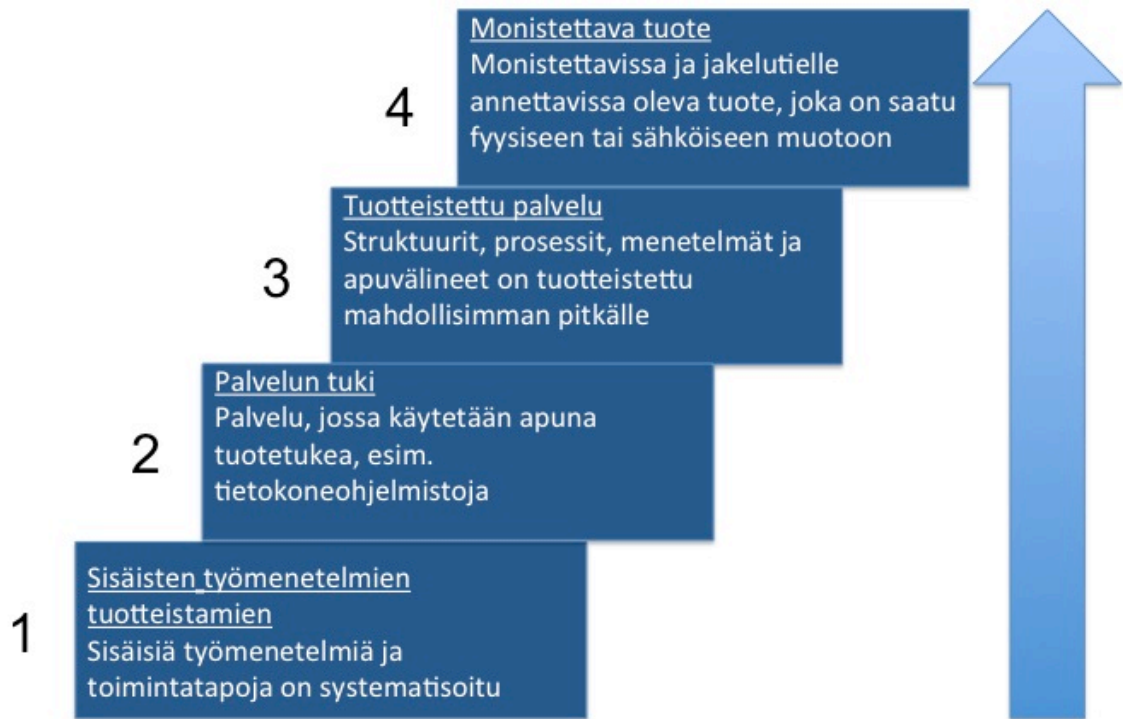 4
Monistettava tuote
Monistettavissa ja jakelutielle
annettavissa oleva tuote, joka on saatu
fyysiseen tai sähköiseen muotoon
3
Tuotteistettu palvelu
Struktuurit, prosessit, menetelmät ja
apuvälineet on tuotteistettu
mahdollisimman pitkälle
2
Palvelun tuki
Palvelu, jossa käytetään apuna
tuotetukea, esim.
tietokoneohjelmistoja
1
Sisäisten työmenetelmien
tuotteistamien
Sisäisiä työmenetelmiä ja
toimintatapoja on systematisoitu